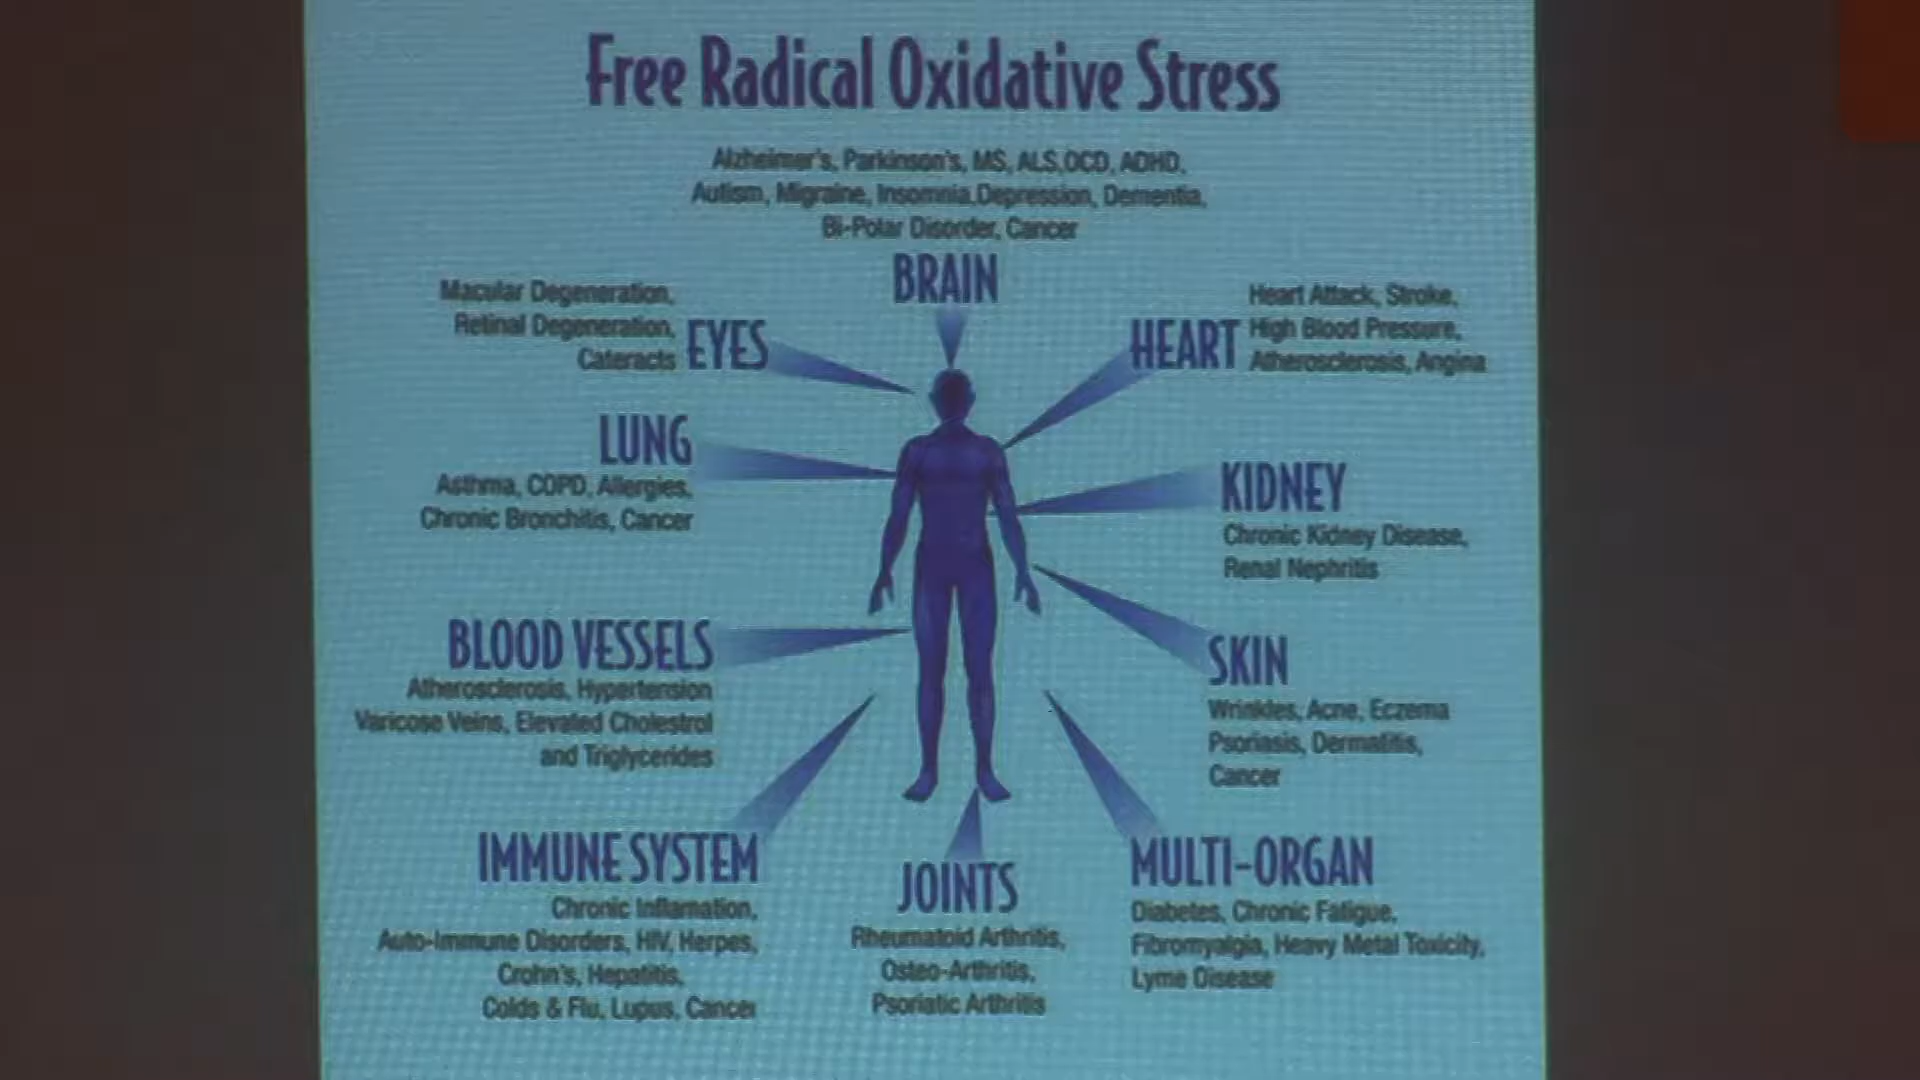 Free Radical Oxidative Stress
Alzheimer's, Parkinson's, MS, ALS,OCD, ADHD,
Autism, Migraine, Insomnia.Depression, Dementia,
Bi-Polar Disorder, Cancer
BRAIN
Macular Degeneration,
Retinal Degeneration,
Cateracts
EYES
HEART
Heart Attack, Stroke,
High Blood Pressure,
Atherosclerosis, Angina
LUNG
Asthma, COPD, Allergies,
Chronic Bronchitis, Cancer
KIDNEY
Chronic Kidney Disease,
Renal Nephritis
BLOOD VESSELS
Atherosclerosis, Hypertension
Varicose Veins, Elevated Cholestrol
and Triglycerides
SKIN
Wrinkles, Acne, Eczema
Psoriasis, Dermatitis,
Cancer
IMMUNE SYSTEM
Chronic Inflamation,
Auto-Immune Disorders, HIV, Herpes,
Crohn's, Hepatitis,
Colds & Flu, Lupus, Cancer
JOINTS
Rheumatoid Arthritis,
Osteo-Arthritis,
Psoriatic Arthritis
MULTI-ORGAN
Diabetes, Chronic Fatigue,
Fibromyalgia, Heavy Metal Toxicity,
Lyme Disease